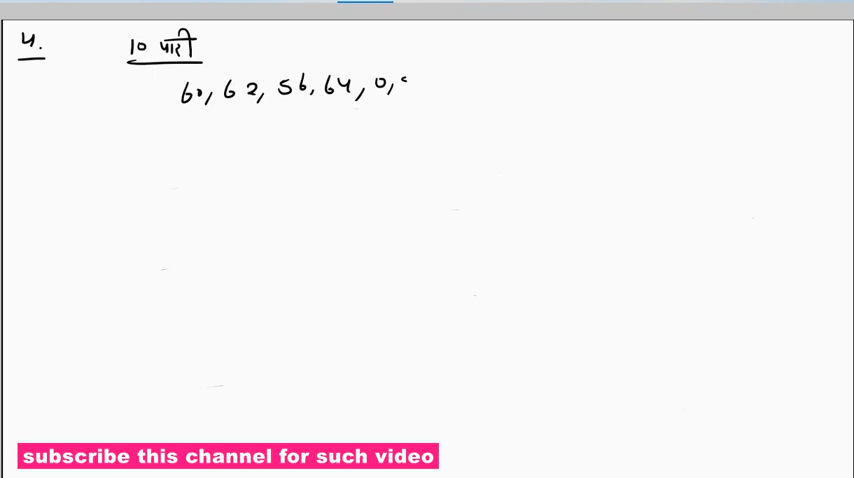 4.
10 पारी
60, 62, 56, 64, 0,
subscribe this channel for such video